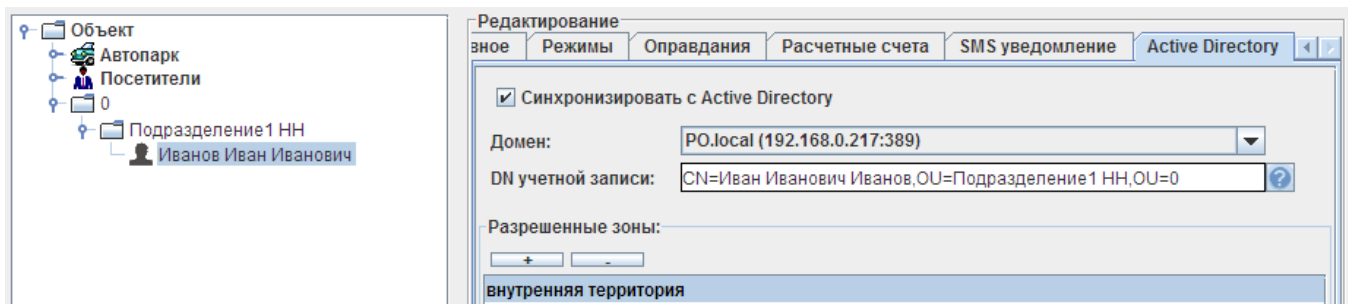 Объект
Автопарк
Посетители
0
Подразделение1 НН
Иванов Иван Иванович
Редактирование
вное Режимы Оправдания Расчетные счета SMS уведомление Active Directory
Синхронизировать с Active Directory
Домен: PO.local (192.168.0.217:389)
DN учетной записи: CN=Иван Иванович Иванов,OU=Подразделение1 НН,OU=0 ?
Разрешенные зоны:
+ -
внутренняя территория